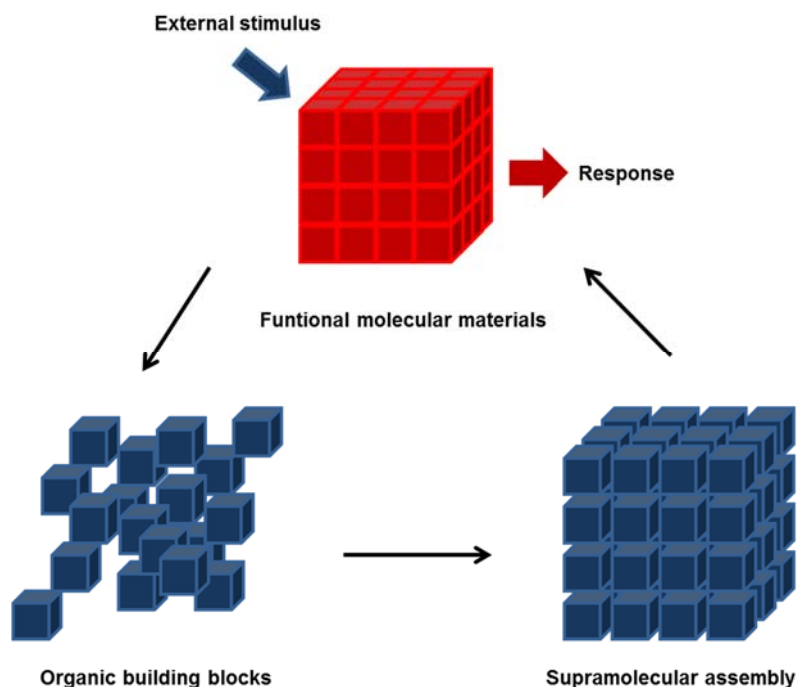 External stimulus
Response
Funtional molecular materials
Organic building blocks
Supramolecular assembly